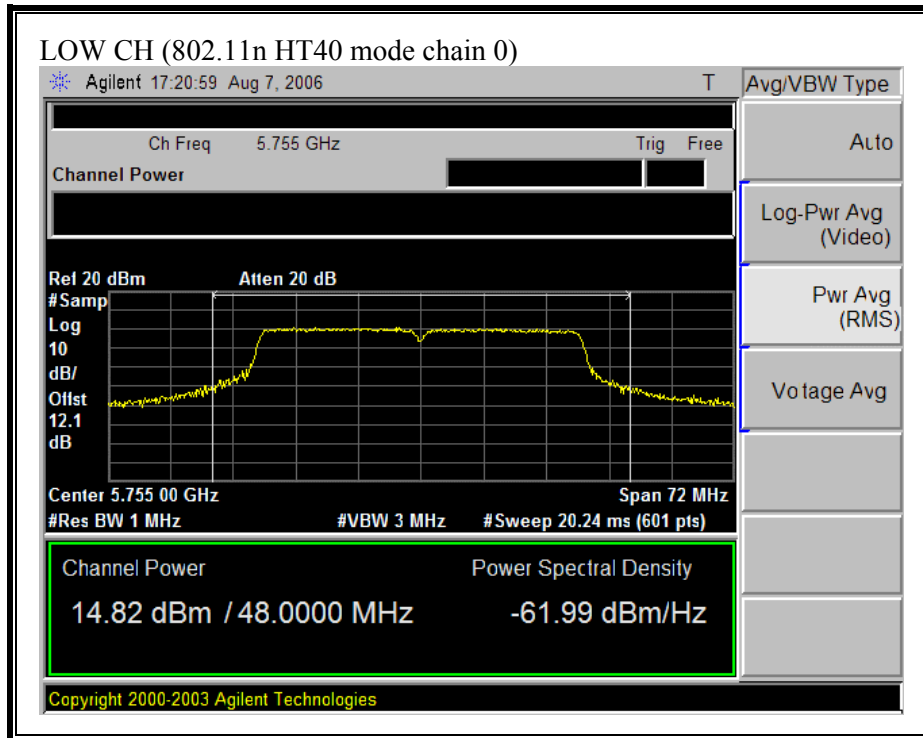 LOW CH (802.11n HT40 mode chain 0)
Agilent 17:20:59 Aug 7, 2006 T
Avg/VBW Type
Ch Freq 5.755 GHz Trig Free
Channel Power
Auto
Log-Pwr Avg
(Video)
Pwr Avg
(RMS)
Voltage Avg
Ref 20 dBm Atten 20 dB
#Samp
Log
10
dB/
Offst
12.1
dB
Center 5.755 00 GHz Span 72 MHz
#Res BW 1 MHz #VBW 3 MHz #Sweep 20.24 ms (601 pts)
Channel Power Power Spectral Density
14.82 dBm / 48.0000 MHz -61.99 dBm/Hz
Copyright 2000-2003 Agilent Technologies